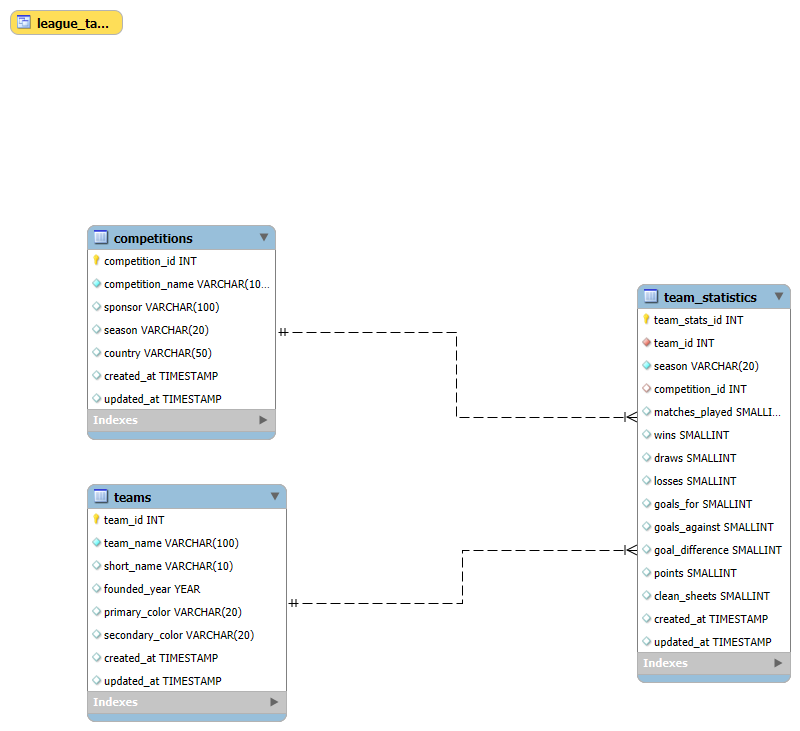 league_ta...
competitions
competition_id INT
competition_name VARCHAR(10...
sponsor VARCHAR(100)
season VARCHAR(20)
country VARCHAR(50)
created_at TIMESTAMP
updated_at TIMESTAMP
Indexes
teams
team_id INT
team_name VARCHAR(100)
short_name VARCHAR(10)
founded_year YEAR
primary_color VARCHAR(20)
secondary_color VARCHAR(20)
created_at TIMESTAMP
updated_at TIMESTAMP
Indexes
team_statistics
team_stats_id INT
team_id INT
season VARCHAR(20)
competition_id INT
matches_played SMALLI...
wins SMALLINT
draws SMALLINT
losses SMALLINT
goals_for SMALLINT
goals_against SMALLINT
goal_difference SMALLINT
points SMALLINT
clean_sheets SMALLINT
created_at TIMESTAMP
updated_at TIMESTAMP
Indexes